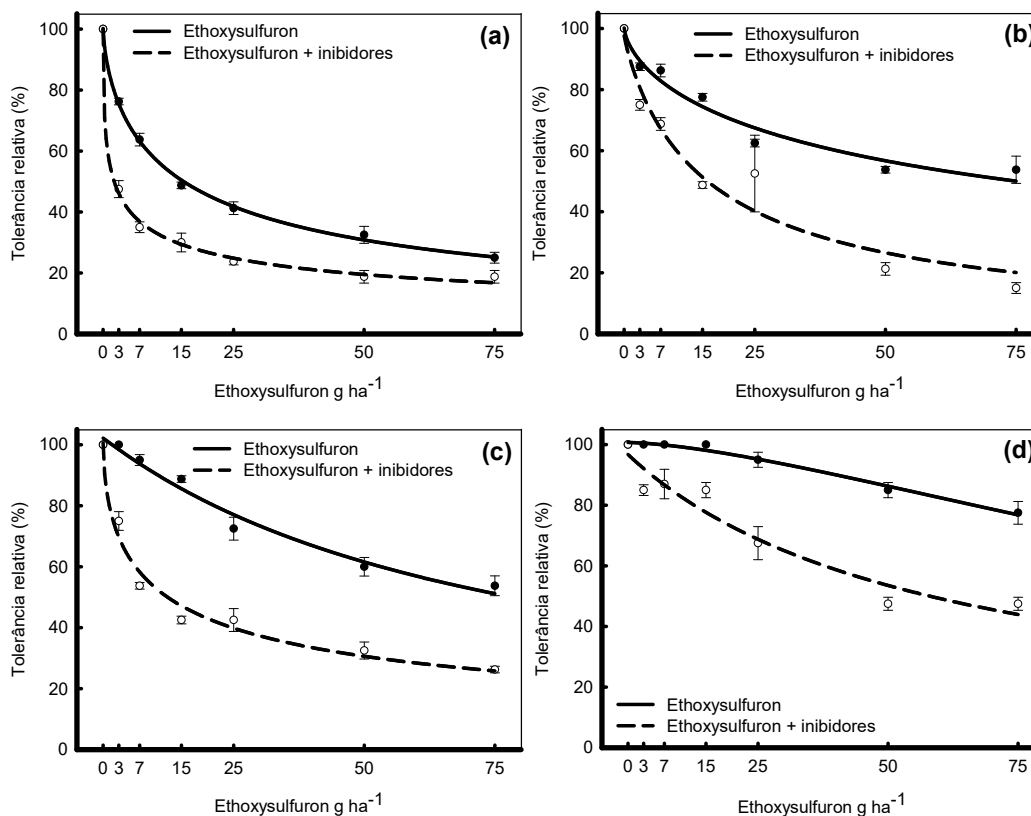 100
80
60
40
20
0
Tolerância relativa (%)
Ethoxysulfuron
Ethoxysulfuron + inibidores
(a)
0 3 7 15 25 50 75
Ethoxysulfuron g ha⁻¹
100
80
60
40
20
0
Tolerância relativa (%)
Ethoxysulfuron
Ethoxysulfuron + inibidores
(b)
0 3 7 15 25 50 75
Ethoxysulfuron g ha⁻¹
100
80
60
40
20
0
Tolerância relativa (%)
Ethoxysulfuron
Ethoxysulfuron + inibidores
(c)
0 3 7 15 25 50 75
Ethoxysulfuron g ha⁻¹
100
80
60
40
20
0
Tolerância relativa (%)
(d)
Ethoxysulfuron
Ethoxysulfuron + inibidores
0 3 7 15 25 50 75
Ethoxysulfuron g ha⁻¹